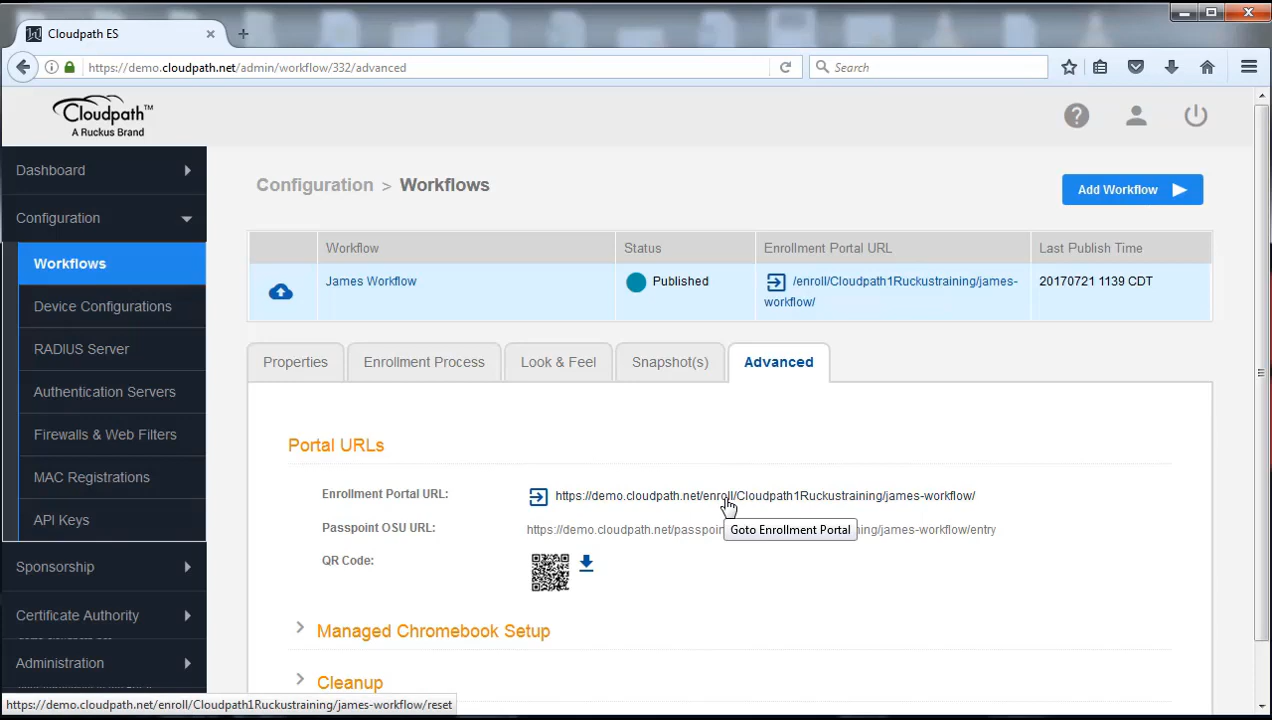 Cloudpath ES
https://demo.cloudpath.net/admin/workflow/332/advanced
Search
Cloudpath™
A Ruckus Brand
Dashboard
Configuration
Workflows
Device Configurations
RADIUS Server
Authentication Servers
Firewalls & Web Filters
MAC Registrations
API Keys
Sponsorship
Certificate Authority
Administration
Configuration > Workflows
Add Workflow
Workflow Status Enrollment Portal URL Last Publish Time
James Workflow Published /enroll/Cloudpath1Ruckustraining/james- 20170721 1139 CDT
workflow/
Properties Enrollment Process Look & Feel Snapshot(s) Advanced
Portal URLs
Enrollment Portal URL: https://demo.cloudpath.net/enroll/Cloudpath1Ruckustraining/james-workflow/
Passpoint OSU URL: https://demo.cloudpath.net/passpoin ning/james-workflow/entry
Goto Enrollment Portal
QR Code:
Managed Chromebook Setup
Cleanup
https://demo.cloudpath.net/enroll/Cloudpath1Ruckustraining/james-workflow/reset